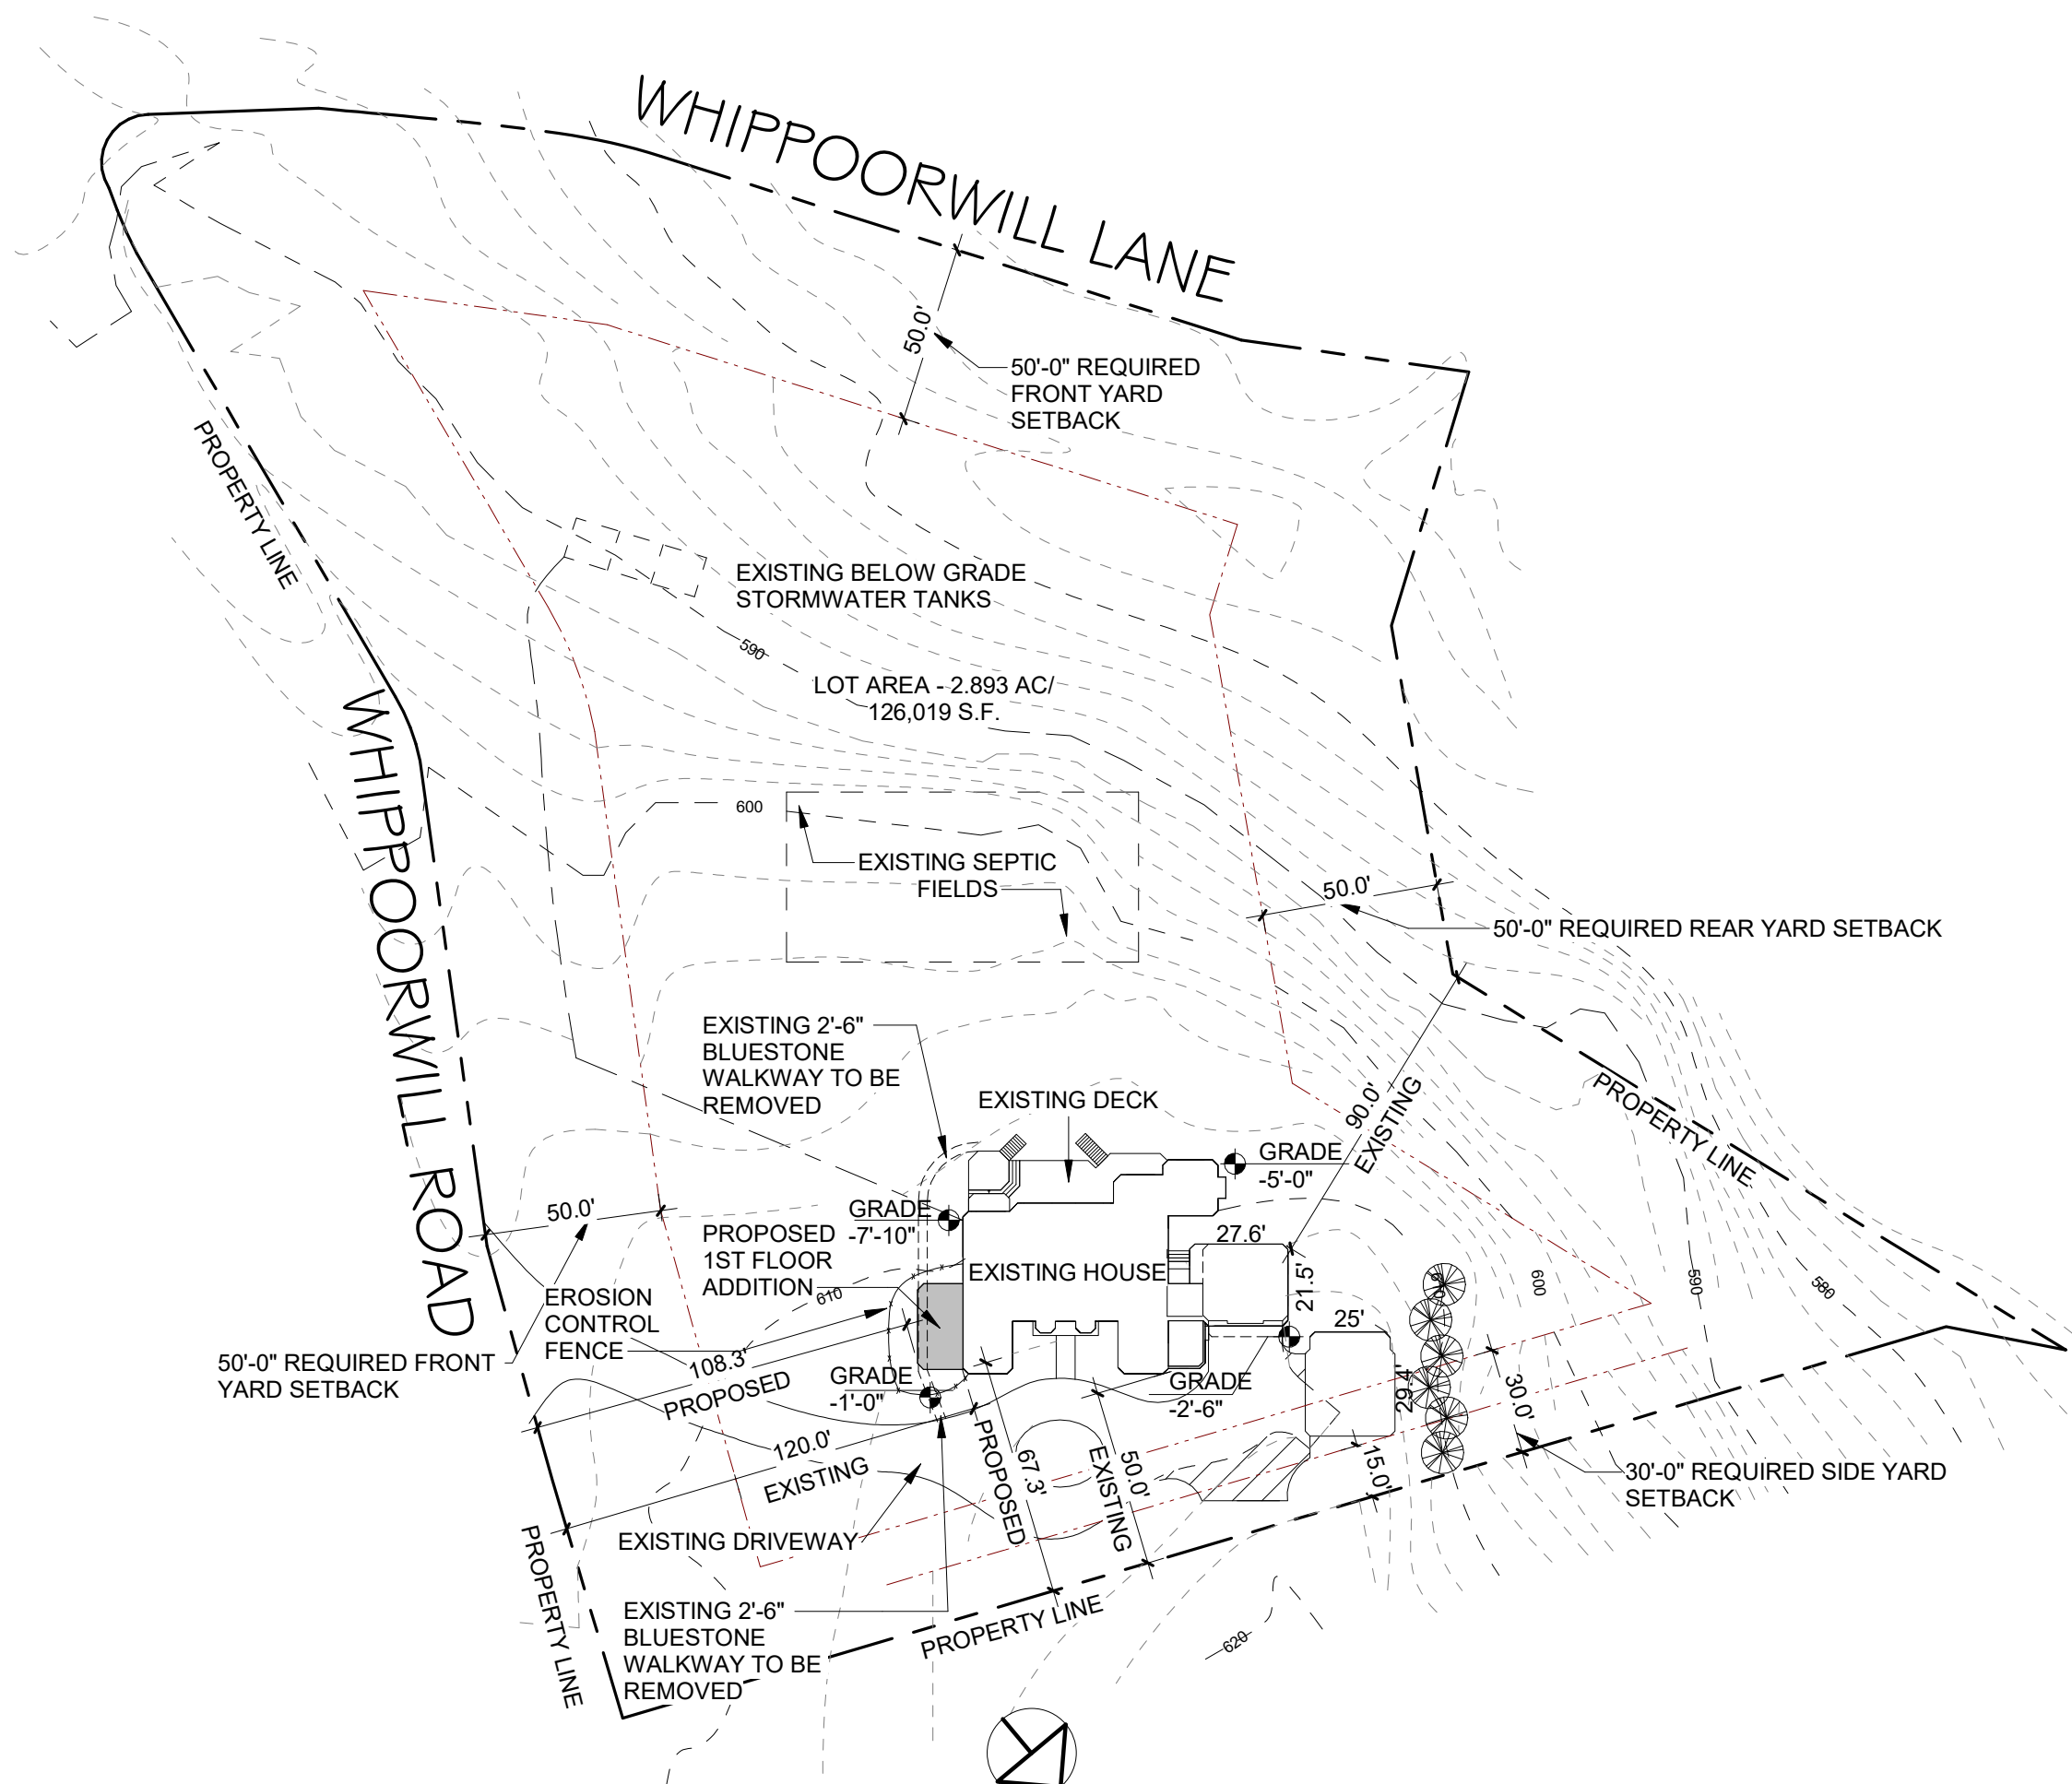 WHIPPOORWILL LANE
50.0'
50'-0" REQUIRED
FRONT YARD
SETBACK
PROPERTY LINE
EXISTING BELOW GRADE
STORMWATER TANKS
590
LOT AREA - 2.893 AC/
126,019 S.F.
WHIPPOORWILL ROAD
600
EXISTING SEPTIC
FIELDS
50.0'
50'-0" REQUIRED REAR YARD SETBACK
EXISTING 2'-6"
BLUESTONE
WALKWAY TO BE
REMOVED
EXISTING DECK
90.0'
EXISTING
PROPERTY LINE
GRADE
-5'-0"
50.0'
GRADE
-7'-10"
PROPOSED
1ST FLOOR
ADDITION
610
EXISTING HOUSE
27.6'
21.5'
25'
29.4'
600
590
580
EROSION
CONTROL
FENCE
50'-0" REQUIRED FRONT
YARD SETBACK
108.3'
PROPOSED
GRADE
-1'-0"
GRADE
-2'-6"
30.0'
120.0'
EXISTING
PROPOSED
67.3'
EXISTING
50.0'
15.0'
30'-0" REQUIRED SIDE YARD
SETBACK
EXISTING DRIVEWAY
PROPERTY LINE
EXISTING 2'-6"
BLUESTONE
WALKWAY TO BE
REMOVED
PROPERTY LINE
620